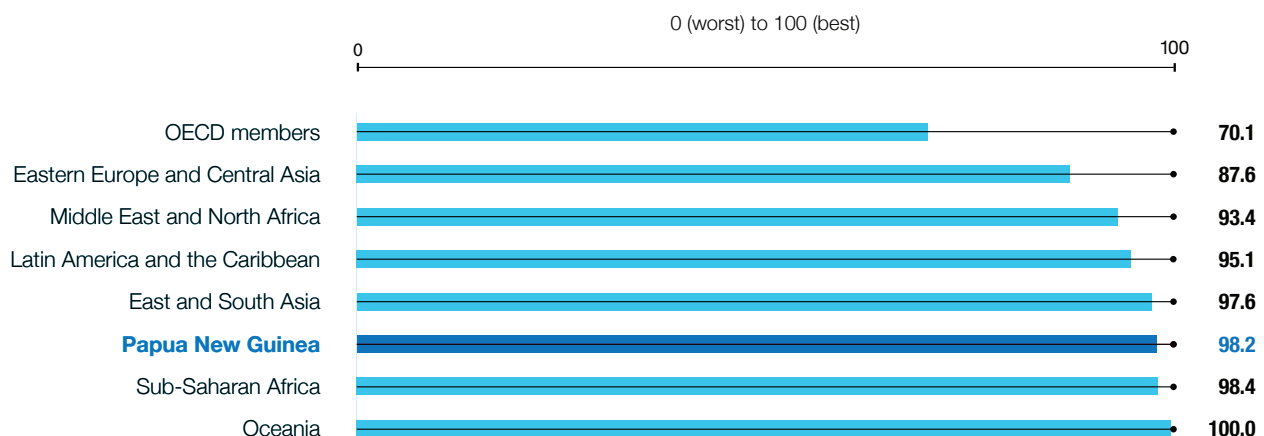 0 (worst) to 100 (best)
0 100
OECD members 70.1
Eastern Europe and Central Asia 87.6
Middle East and North Africa 93.4
Latin America and the Caribbean 95.1
East and South Asia 97.6
Papua New Guinea 98.2
Sub-Saharan Africa 98.4
Oceania 100.0